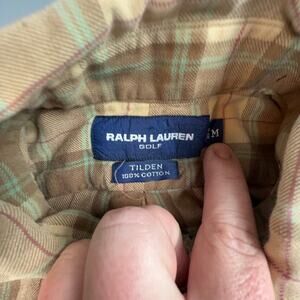 RALPH LAUREN
GOLF
M
TILDEN
100% COTTON